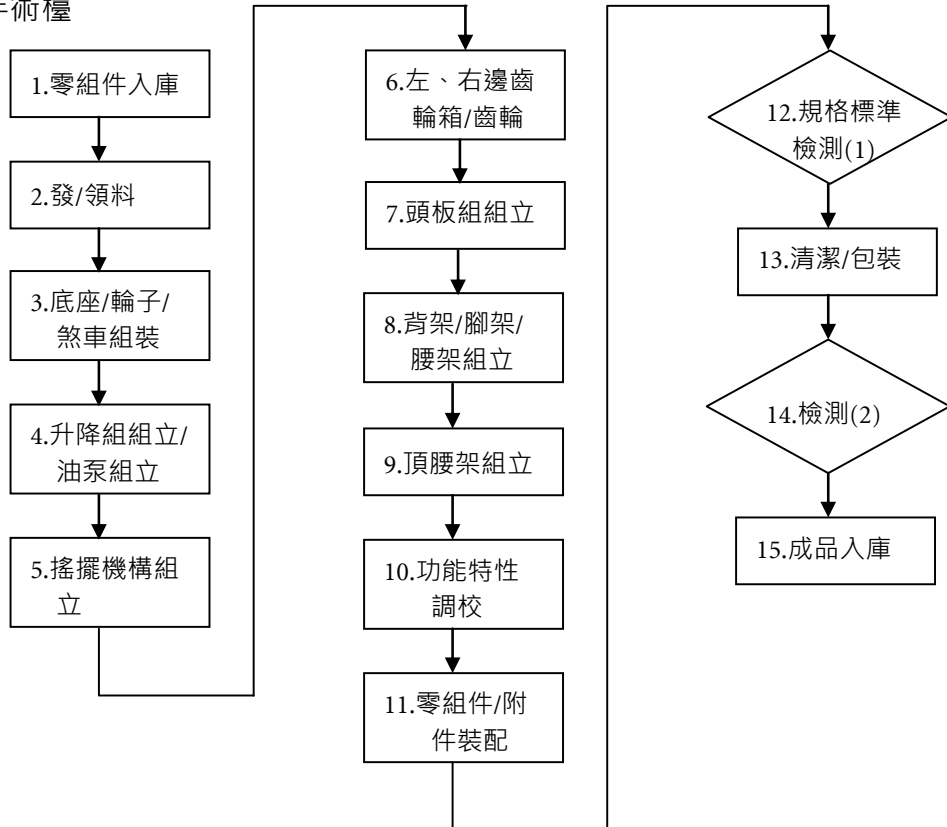 術檯
1.零組件入庫
2.發/領料
3.底座/輪子/
煞車組裝
4.升降組組立/
油泵組立
5.搖擺機構組
立
6.左、右邊齒
輪箱/齒輪
7.頭板組組立
8.背架/腳架/
腰架組立
9.頂腰架組立
10.功能特性
調校
11.零組件/附
件裝配
12.規格標準
檢測(1)
13.清潔/包裝
14.檢測(2)
15.成品入庫